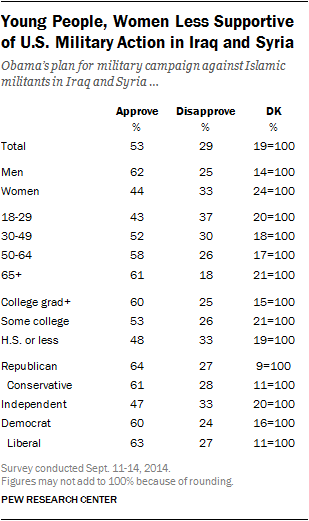 Young People, Women Less Supportive
of U.S. Military Action in Iraq and Syria
Obama's plan for military campaign against Islamic
militants in Iraq and Syria ...
Approve Disapprove DK
% % %
Total 53 29 19=100
Men 62 25 14=100
Women 44 33 24=100
18-29 43 37 20=100
30-49 52 30 18=100
50-64 58 26 17=100
65+ 61 18 21=100
College grad+ 60 25 15=100
Some college 53 26 21=100
H.S. or less 48 33 19=100
Republican 64 27 9=100
Conservative 61 28 11=100
Independent 47 33 20=100
Democrat 60 24 16=100
Liberal 63 27 11=100
Survey conducted Sept. 11-14, 2014.
Figures may not add to 100% because of rounding.
PEW RESEARCH CENTER